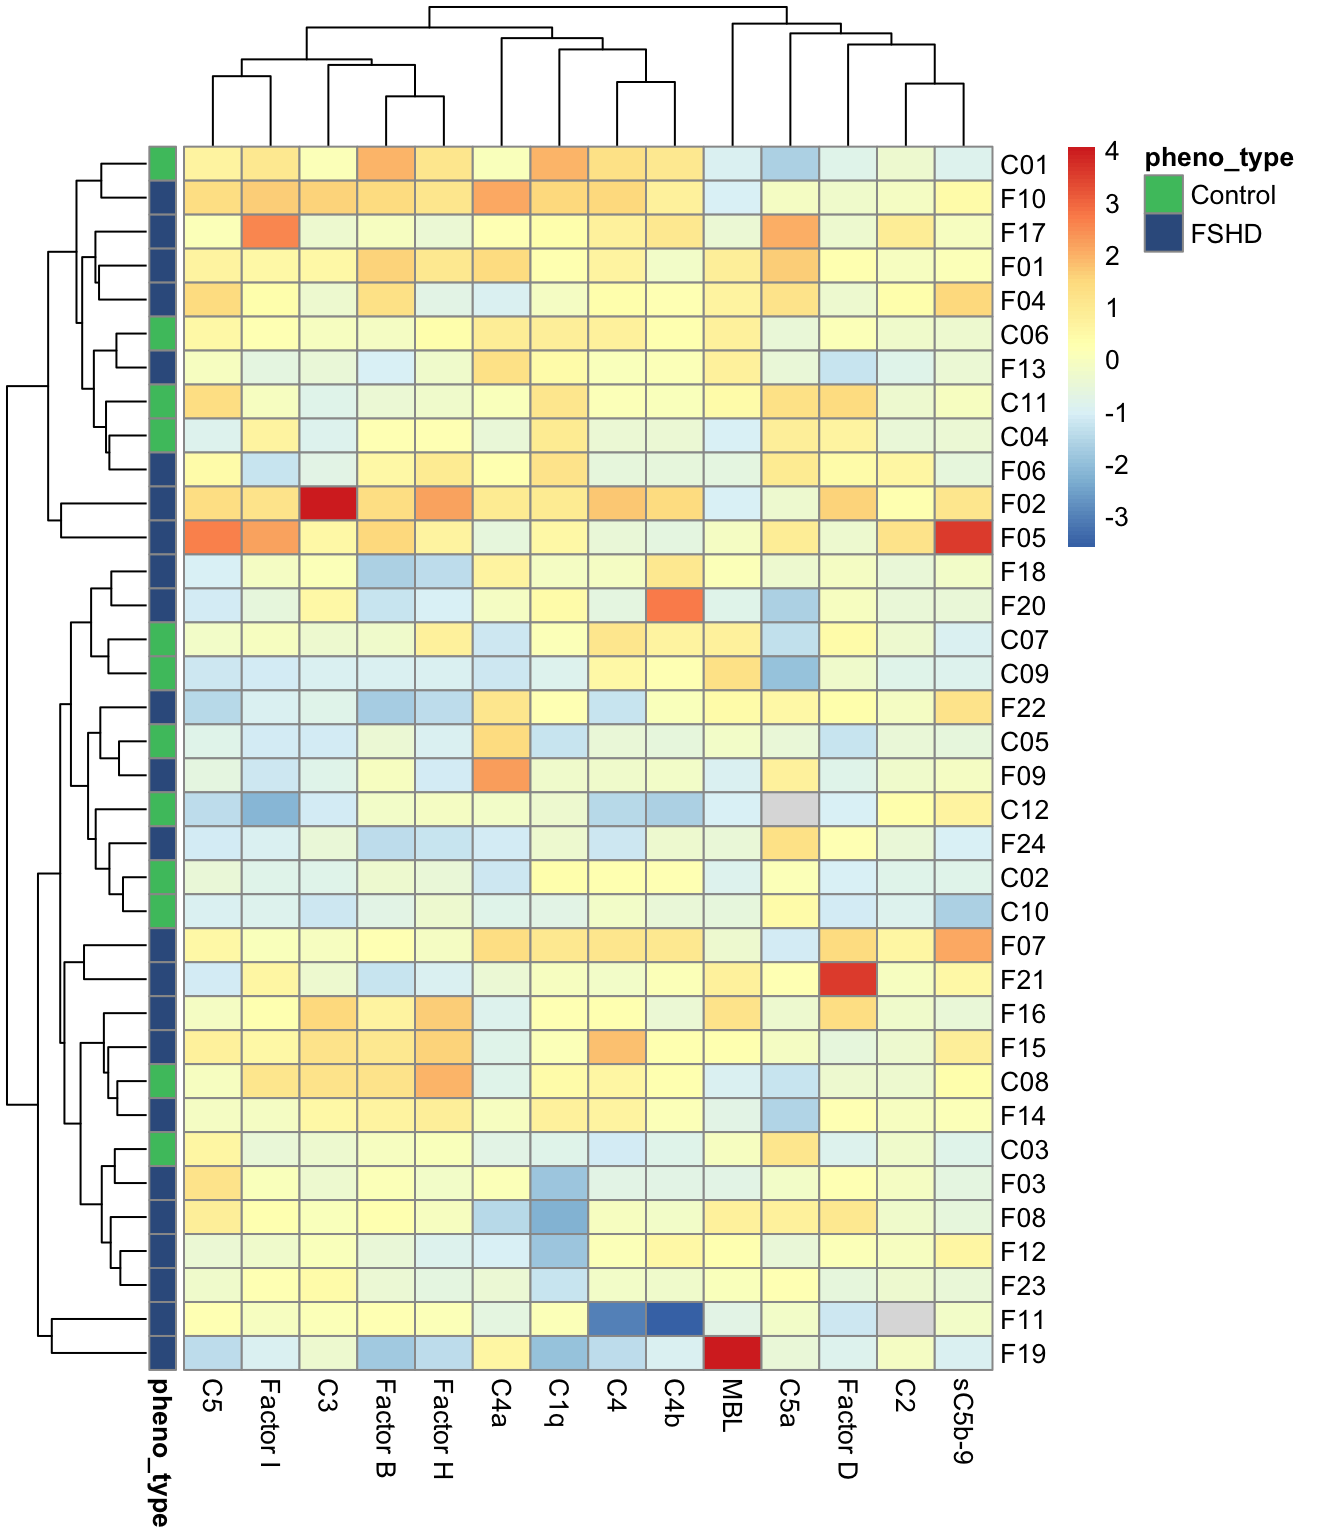 pheno_type
Control
FSHD
4
3
2
1
0
-1
-2
-3
C01
F10
F17
F01
F04
C06
F13
C11
C04
F06
F02
F05
F18
F20
C07
C09
F22
C05
F09
C12
F24
C02
C10
F07
F21
F16
F15
C08
F14
C03
F03
F08
F12
F23
F11
F19
pheno_type
C5
Factor I
C3
Factor B
Factor H
C4a
C1q
C4
C4b
MBL
C5a
Factor D
C2
sC5b-9